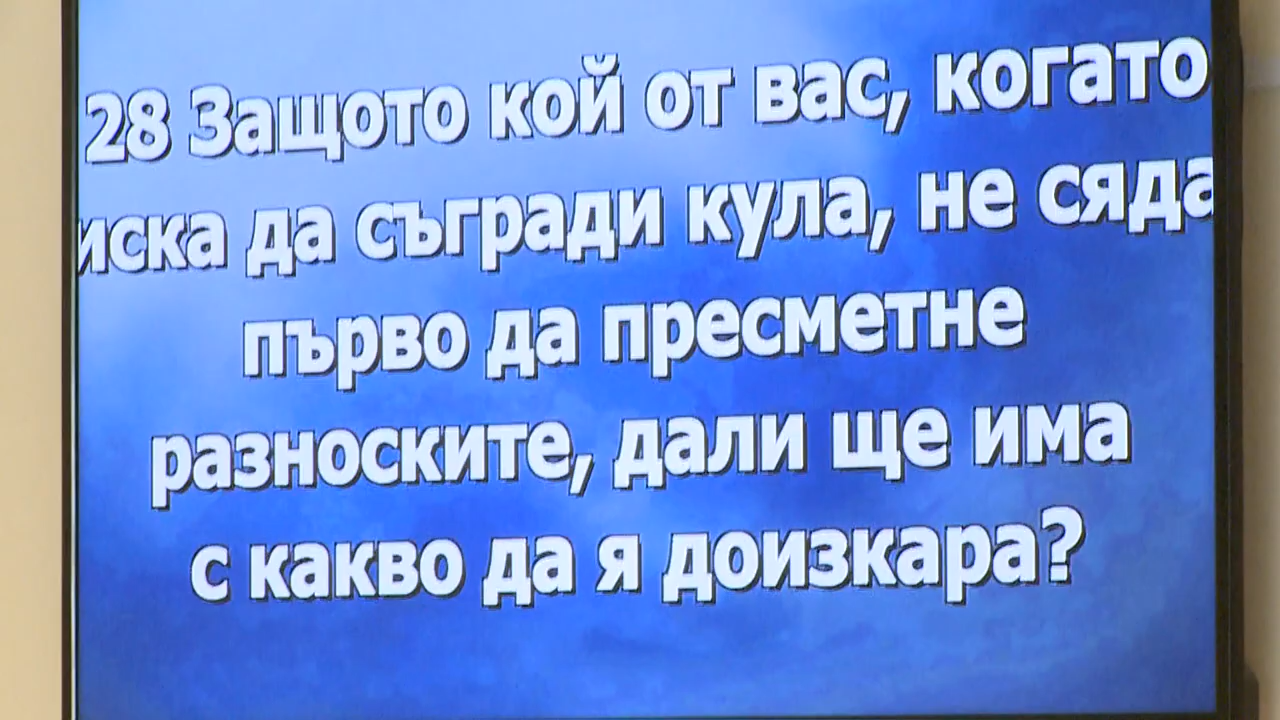 28 Защото кой от вас, когато
иска да съгради кула, не сяда
първо да пресметне
разноските, дали ще има
с какво да я доизкара?